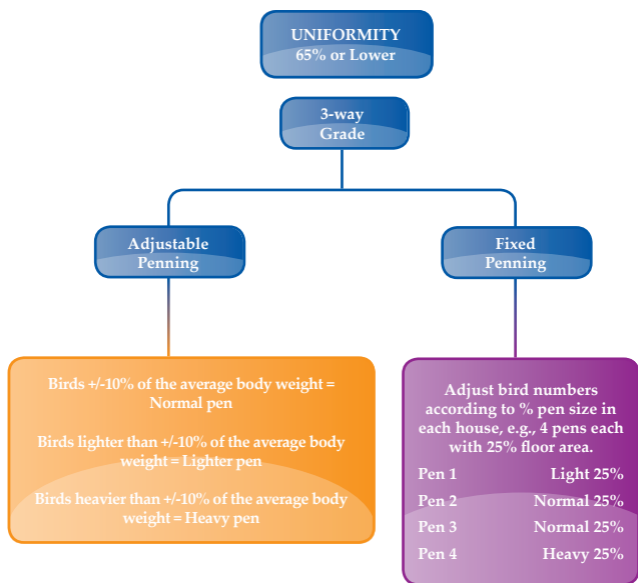 UNIFORMITY
65% or Lower
3-way
Grade
Adjustable
Penning
Fixed
Penning
Birds +/-10% of the average body weight =
Normal pen
Birds lighter than +/-10% of the average body
weight = Lighter pen
Birds heavier than +/-10% of the average body
weight = Heavy pen
Adjust bird numbers
according to % pen size in
each house, e.g., 4 pens each
with 25% floor area.
Pen 1 Light 25%
Pen 2 Normal 25%
Pen 3 Normal 25%
Pen 4 Heavy 25%